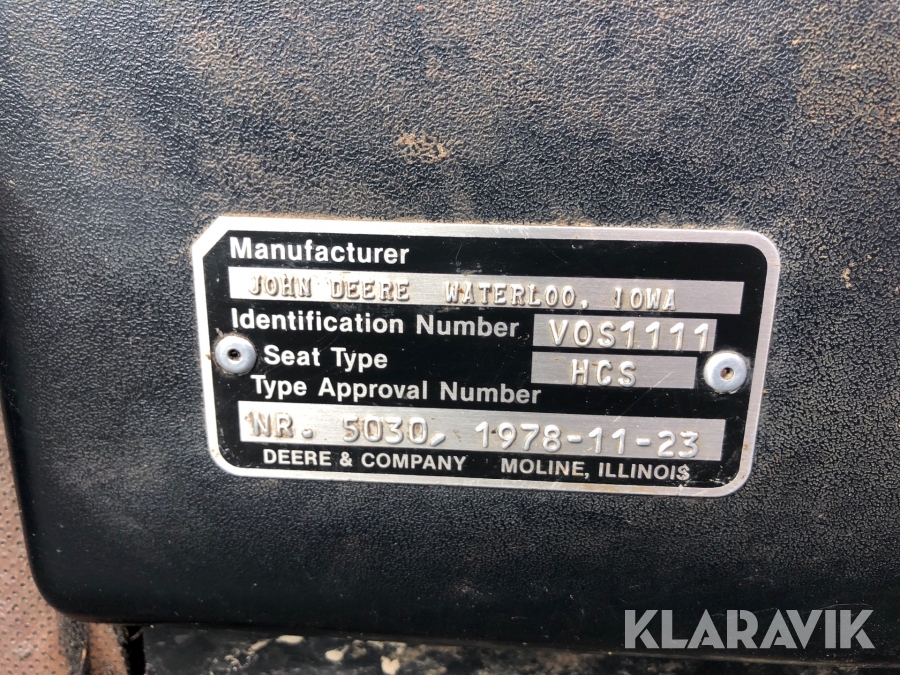 Manufacturer
JOHN DEERE WATERLOO, IOWA
Identification Number VOS1111
Seat Type HCS
Type Approval Number
NR. 5030, 1978-11-23
DEERE & COMPANY MOLINE, ILLINOIS
KLARAVIK